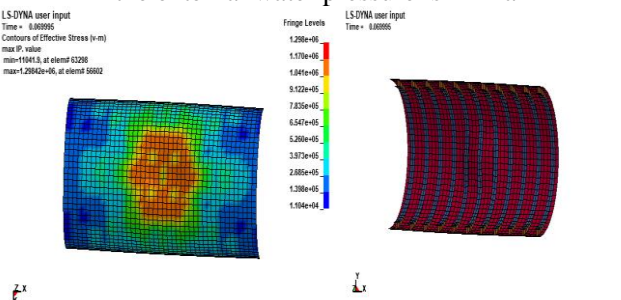 LS-DYNA user input
Time = 0.069995
Contours of Effective Stress (v-m)
max IP. value
min=11041.9, at elem# 63298
max=1.29842e+06, at elem# 56602
Fringe Levels
1.298e+06
1.170e+06
1.041e+06
9.122e+05
7.835e+05
6.547e+05
5.260e+05
3.973e+05
2.685e+05
1.398e+05
1.104e+04
Z X
LS-DYNA user input
Time = 0.069995
Y
Z X